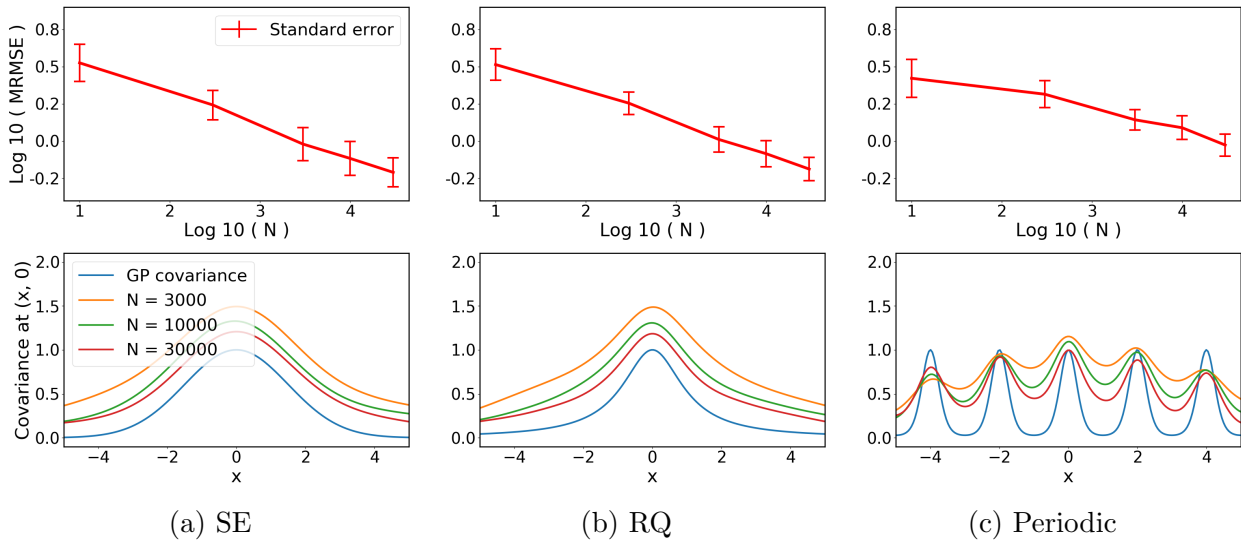 0.8
0.5
0.2
0.0
-0.2
Log 10 ( MRMSE )
Standard error
1 2 3 4
Log 10 ( N )
0.8
0.5
0.2
0.0
-0.2
1 2 3 4
Log 10 ( N )
0.8
0.5
0.2
0.0
-0.2
1 2 3 4
Log 10 ( N )
2.0
1.5
1.0
0.5
0.0
Covariance at (x, 0)
GP covariance
N = 3000
N = 10000
N = 30000
−4 −2 0 2 4
x
2.0
1.5
1.0
0.5
0.0
−4 −2 0 2 4
x
2.0
1.5
1.0
0.5
0.0
−4 −2 0 2 4
x
(a) SE
(b) RQ
(c) Periodic